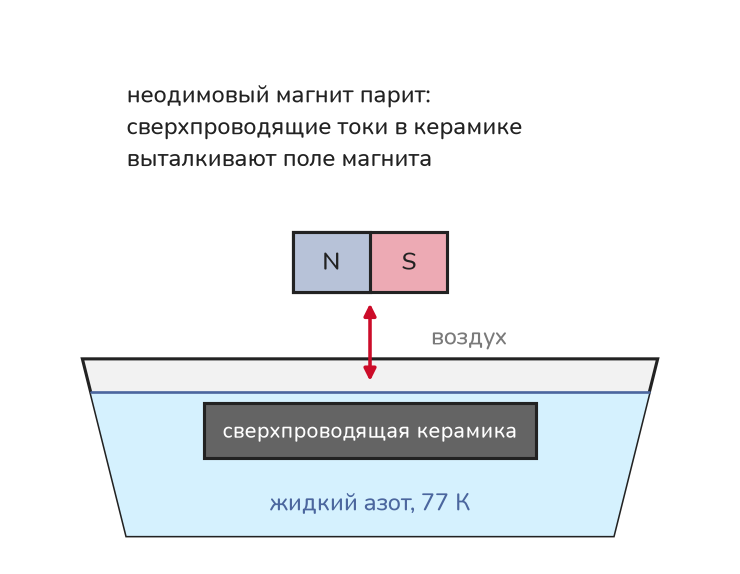 неодимовый магнит парит:
сверхпроводящие токи в керамике
выталкивают поле магнита
N S
воздух
сверхпроводящая керамика
жидкий азот, 77 К